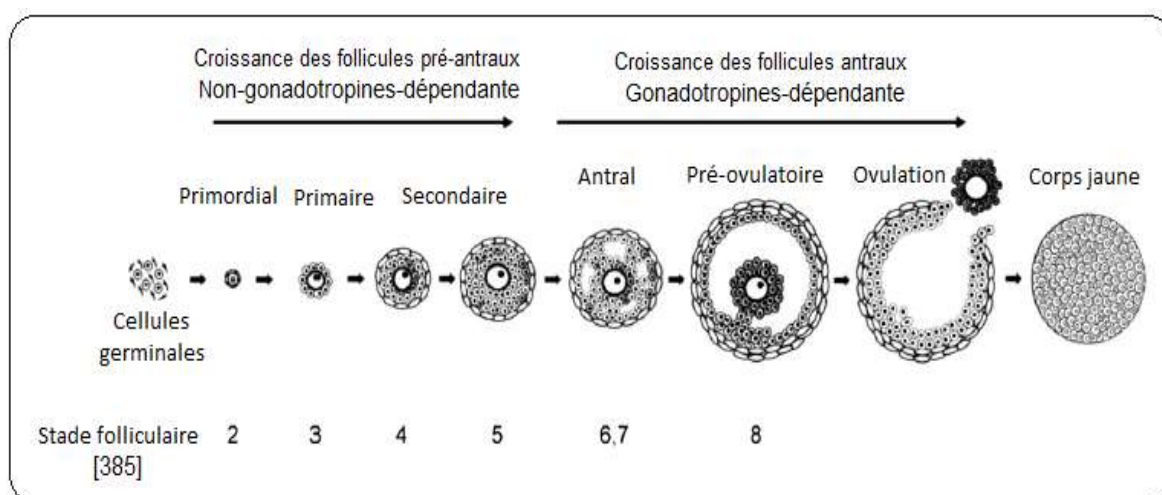 Croissance des follicules pré-antraux
Non-gonadotropines-dépendante
Croissance des follicules antraux
Gonadotropines-dépendante
Primordial
Primaire
Secondaire
Antral
Pré-ovulatoire
Ovulation
Corps jaune
Cellules
germinales
Stade folliculaire 2 3 4 5 6,7 8
[385]